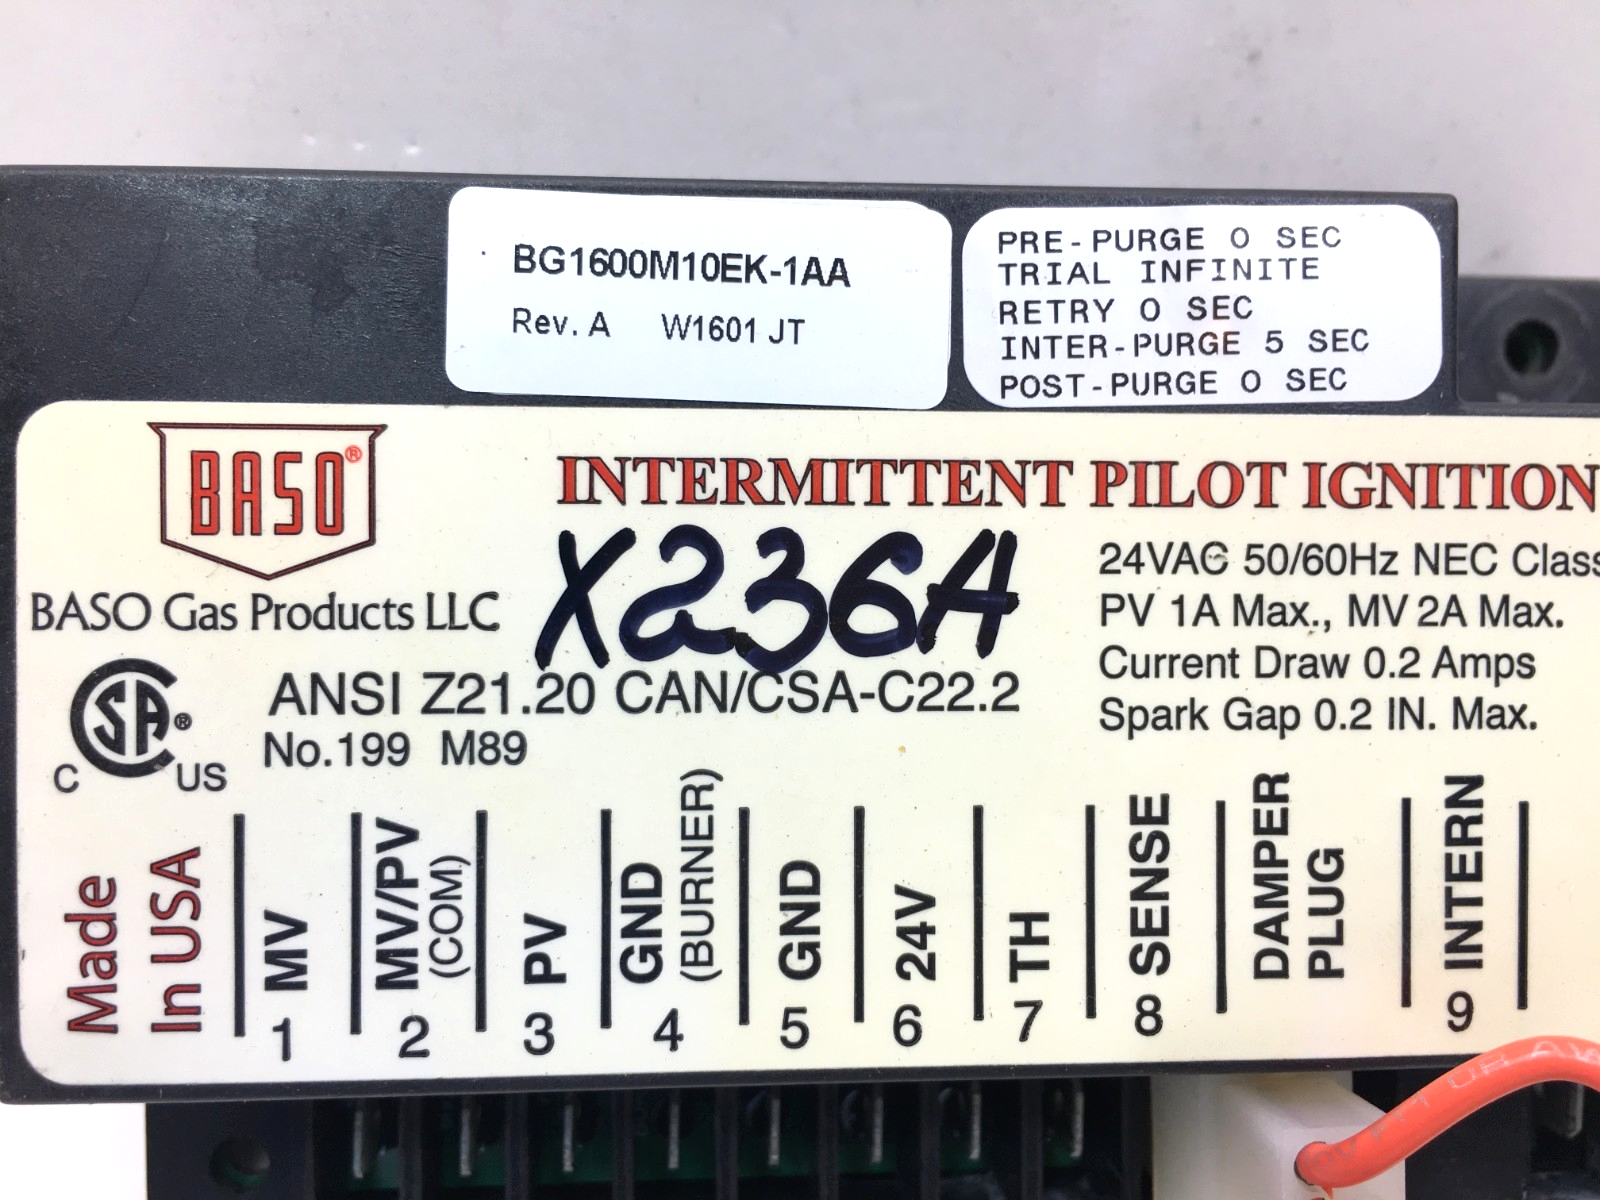 BG1600M10EK-1AA
Rev. A W1601 JT
PRE-PURGE 0 SEC
TRIAL INFINITE
RETRY 0 SEC
INTER-PURGE 5 SEC
POST-PURGE 0 SEC
BASO®
BASO Gas Products LLC
INTERMITTENT PILOT IGNITION
X236A
24VAC 50/60Hz NEC Class
PV 1A Max., MV 2A Max.
Current Draw 0.2 Amps
Spark Gap 0.2 IN. Max.
CSA®
C US
ANSI Z21.20 CAN/CSA-C22.2
No.199 M89
Made
In USA
1 MV
2 MV/PV
(COM)
3 PV
4 GND
(BURNER)
5 GND
6 24V
7 TH
8 SENSE
DAMPER
PLUG
9 INTERN